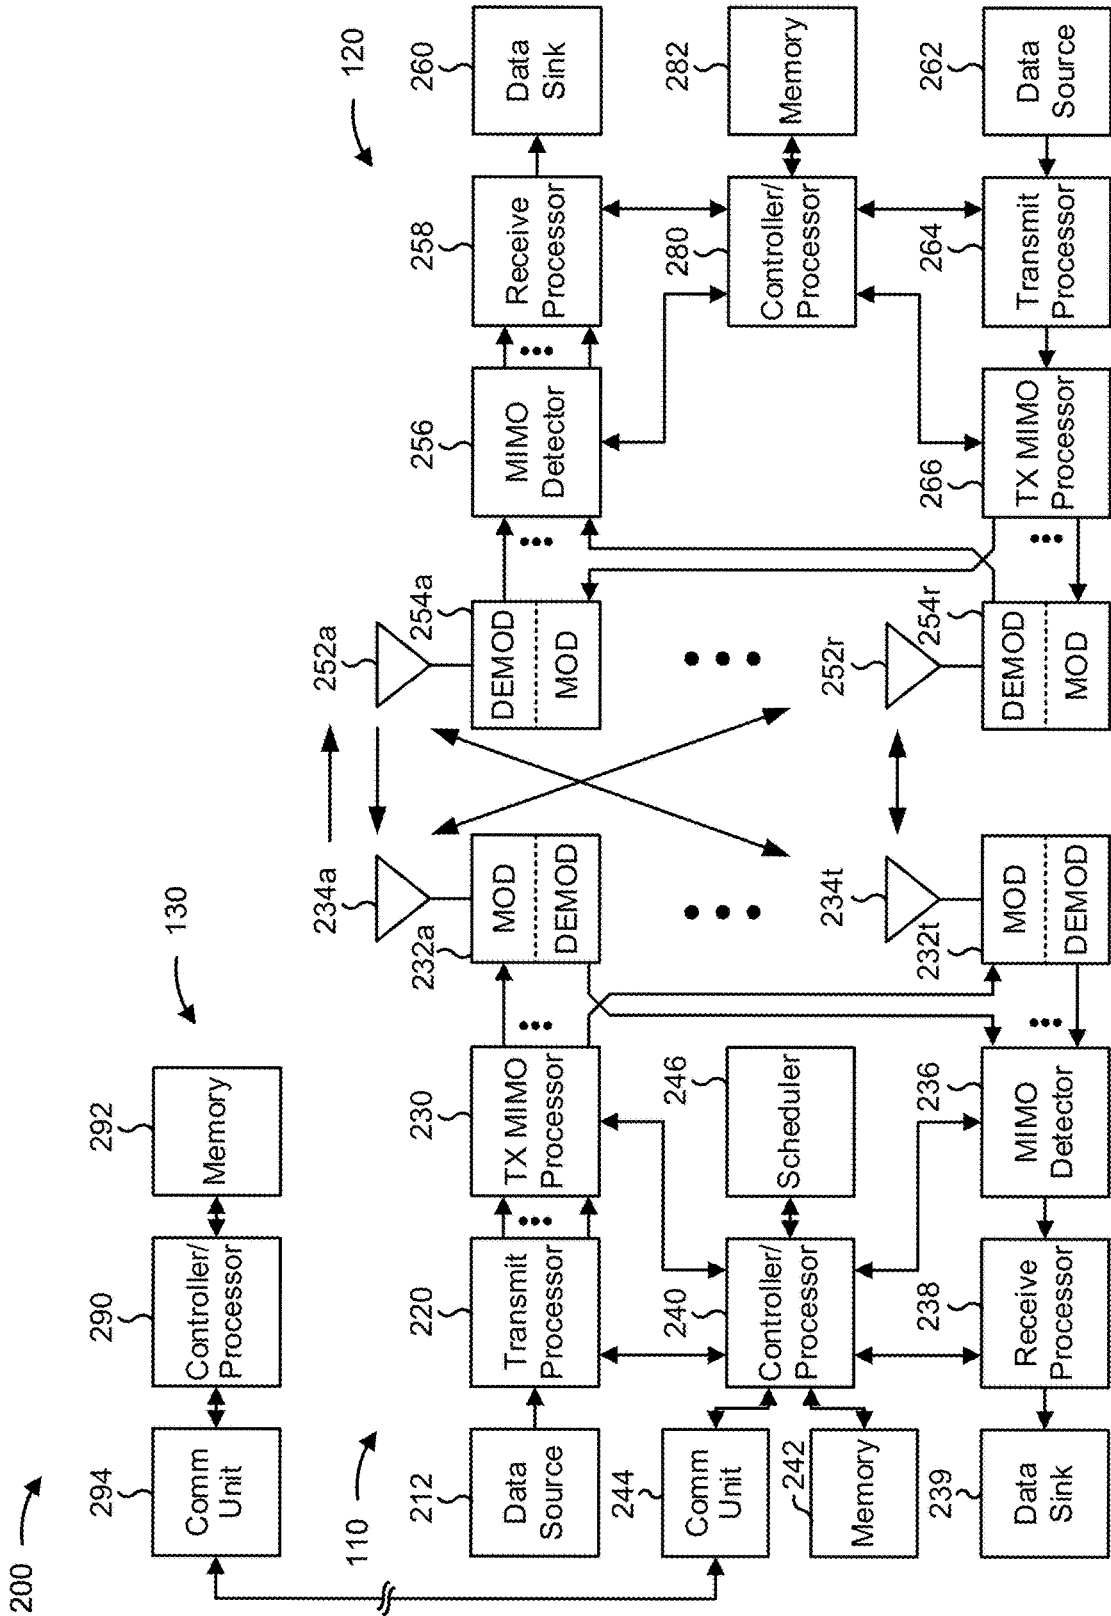 200
294
Comm
Unit
290
Controller/
Processor
292
Memory
130
110
120
212
Data
Source
220
Transmit
Processor
230
TX MIMO
Processor
232a
MOD
DEMOD
234a
252a
254a
DEMOD
MOD
256
MIMO
Detector
258
Receive
Processor
260
Data
Sink
244
Comm
Unit
242
Memory
240
Controller/
Processor
246
Scheduler
280
Controller/
Processor
282
Memory
239
Data
Sink
238
Receive
Processor
236
MIMO
Detector
232t
MOD
DEMOD
234t
252r
254r
DEMOD
MOD
266
TX MIMO
Processor
264
Transmit
Processor
262
Data
Source